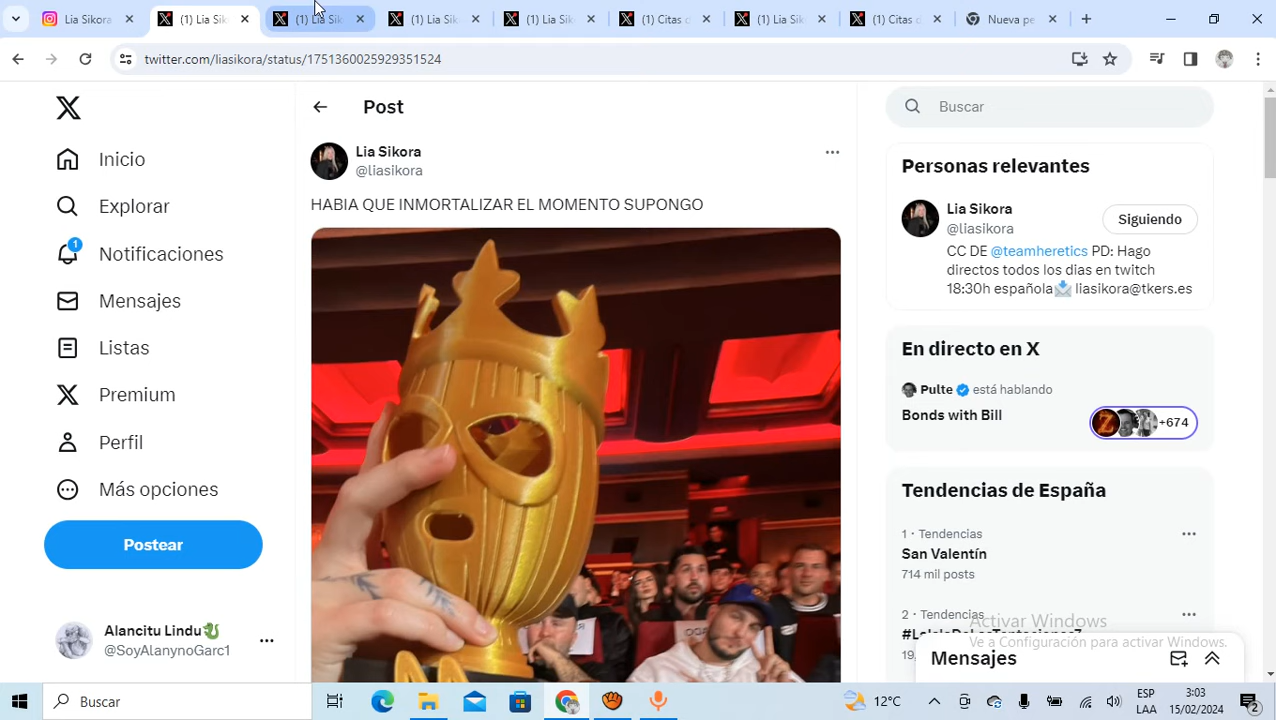 Lia Sikora
(1) Lia S
(1) Lia Sik
(1) Lia Sik
(1) Lia Sik
(1) Citas d
(1) Lia Sik
(1) Citas d
Nueva pe
twitter.com/liasikora/status/1751360025929351524
Post
Buscar
Inicio
Explorar
1
Notificaciones
Mensajes
Listas
Premium
Perfil
Más opciones
Postear
Alancitu Lindu
@SoyAlanynoGarc1
Lia Sikora
@liasikora
HABIA QUE INMORTALIZAR EL MOMENTO SUPONGO
Personas relevantes
Lia Sikora
@liasikora
Siguiendo
CC DE @teamheretics PD: Hago
directos todos los dias en twitch
18:30h española liasikora@tkers.es
En directo en X
Pulte está hablando
Bonds with Bill
+674
Tendencias de España
1 · Tendencias
San Valentín
714 mil posts
2 · Tendencias
19,
Activar Windows
Ve a Configuración para activar Windows.
Mensajes
Buscar
12°C
ESP
LAA
3:03
15/02/2024
2